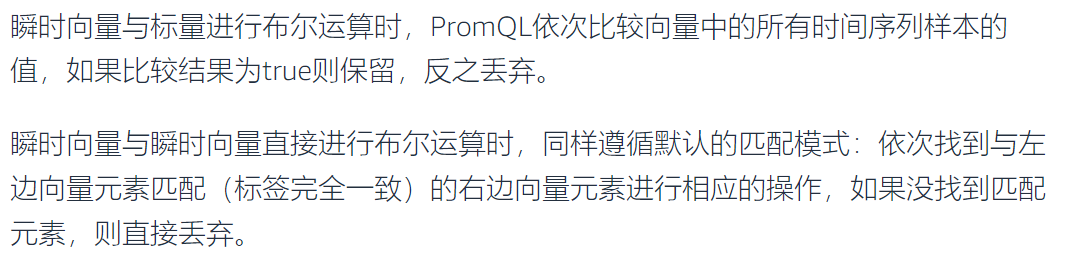 瞬时向量与标量进行布尔运算时，PromQL依次比较向量中的所有时间序列样本的
值，如果比较结果为true则保留，反之丢弃。
瞬时向量与瞬时向量直接进行布尔运算时，同样遵循默认的匹配模式：依次找到与左
边向量元素匹配（标签完全一致）的右边向量元素进行相应的操作，如果没找到匹配
元素，则直接丢弃。